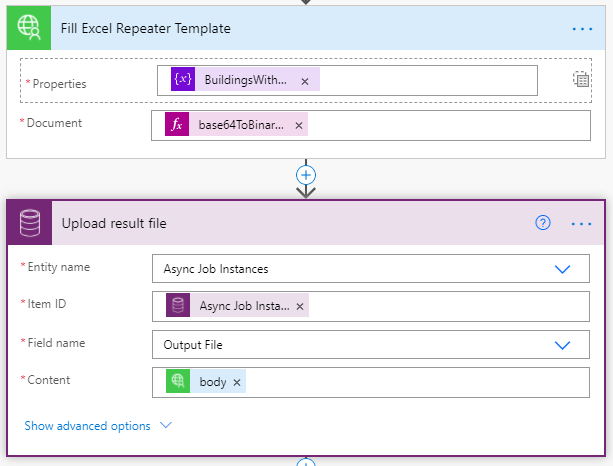 Fill Excel Repeater Template
* Properties
{x} BuildingsWith... ×
* Document
fx base64ToBinar... ×
Upload result file
* Entity name
Async Job Instances
* Item ID
Async Job Insta... ×
* Field name
Output File
* Content
body ×
Show advanced options